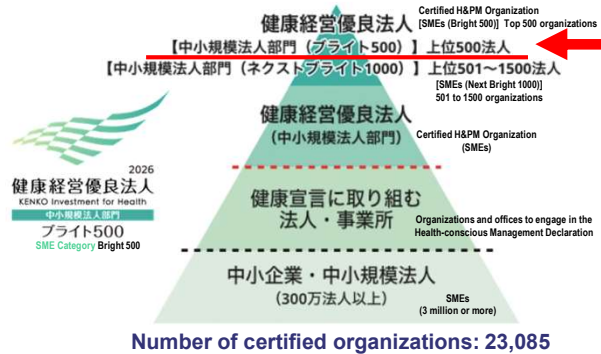 健康経営優良法人
Certified H&PM Organization
[SMEs (Bright 500)] Top 500 organizations
【中小規模法人部門（ブライト500）】上位500法人
【中小規模法人部門（ネクストブライト1000）】上位501～1500法人
[SMEs (Next Bright 1000)]
501 to 1500 organizations
健康経営優良法人
（中小規模法人部門）
Certified H&PM Organization
(SMEs)
2026
健康経営優良法人
KENKO Investment for Health
中小規模法人部門
ブライト500
SME Category Bright 500
健康宣言に取り組む
法人・事業所
Organizations and offices to engage in the
Health-conscious Management Declaration
中小企業・中小規模法人
（300万法人以上）
SMEs
(3 million or more)
Number of certified organizations: 23,085